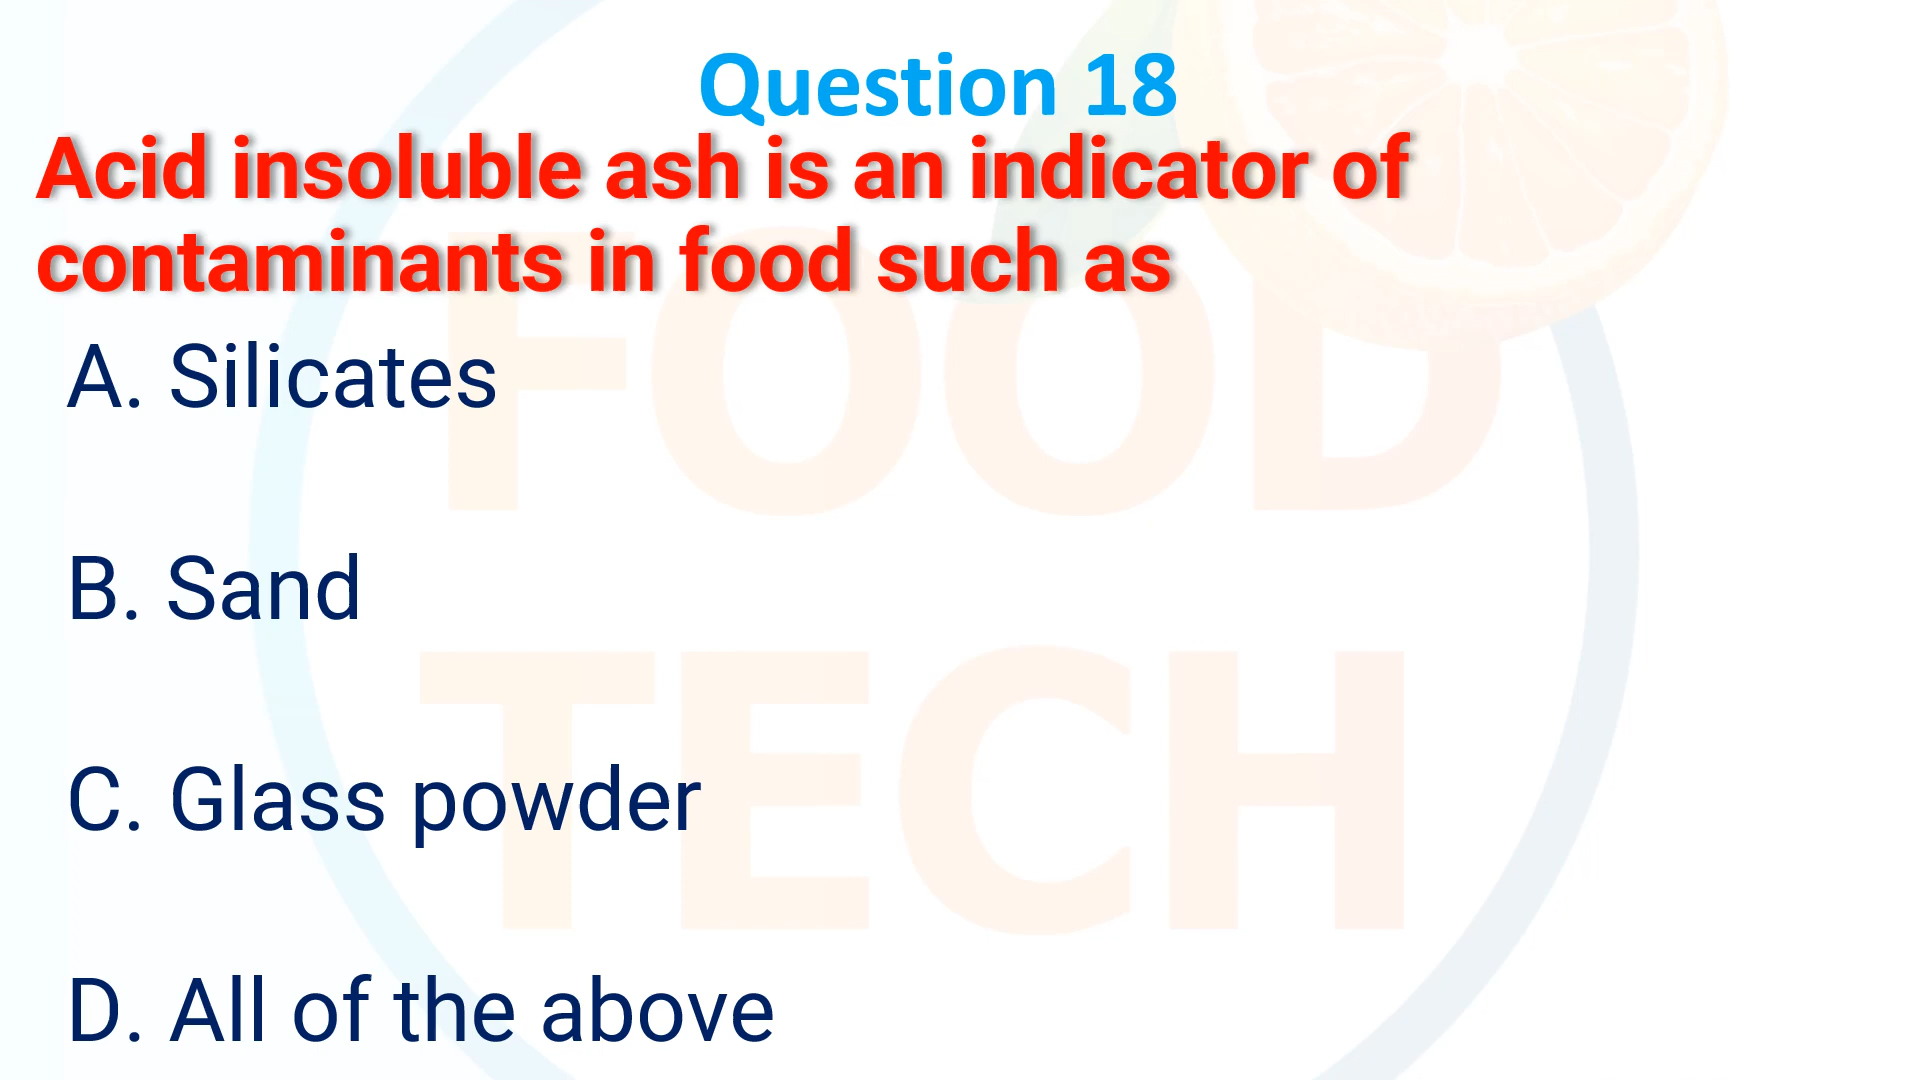 Question 18
Acid insoluble ash is an indicator of
contaminants in food such as
A. Silicates
B. Sand
C. Glass powder
D. All of the above
FOOD
TECH